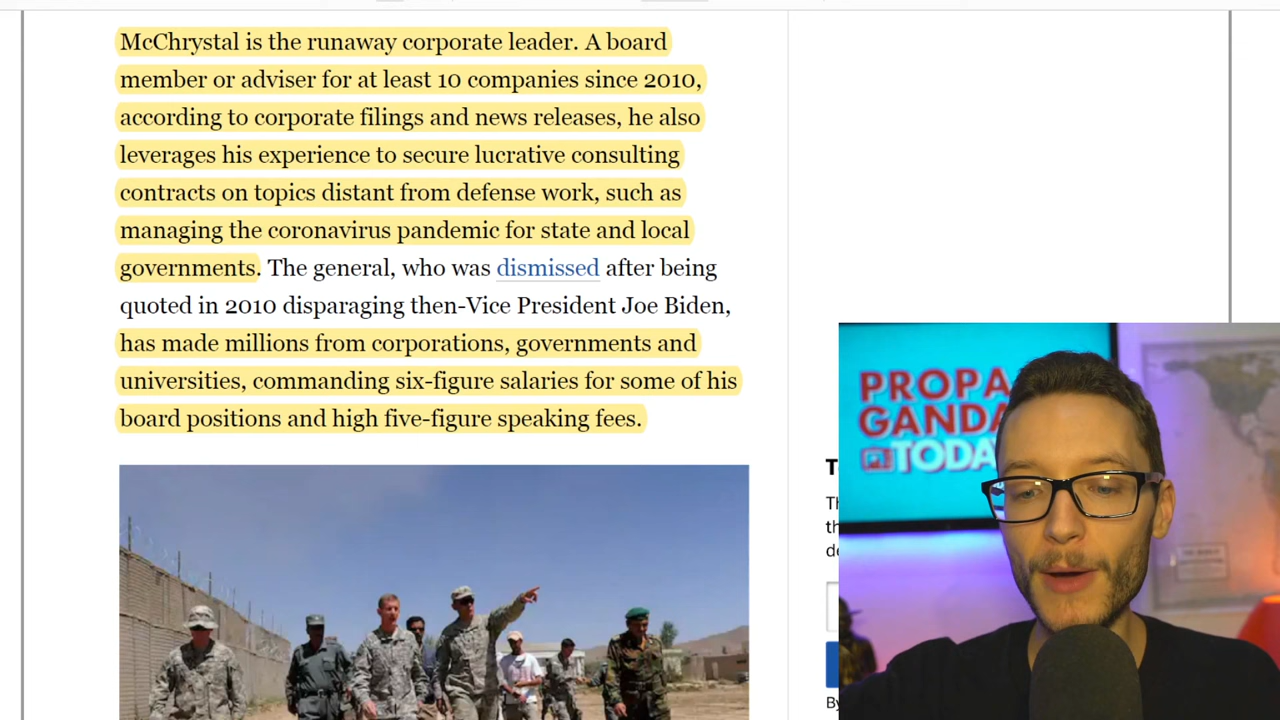 McChrystal is the runaway corporate leader. A board
member or adviser for at least 10 companies since 2010,
according to corporate filings and news releases, he also
leverages his experience to secure lucrative consulting
contracts on topics distant from defense work, such as
managing the coronavirus pandemic for state and local
governments. The general, who was dismissed after being
quoted in 2010 disparaging then-Vice President Joe Biden,
has made millions from corporations, governments and
universities, commanding six-figure salaries for some of his
board positions and high five-figure speaking fees.
PROPA
GANDA
TODAY